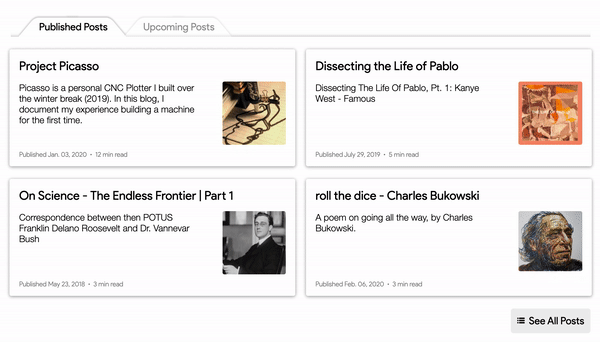 Published Posts
Upcoming Posts
Project Picasso
Picasso is a personal CNC Plotter I built over
the winter break (2019). In this blog, I
document my experience building a machine
for the first time.
Published Jan. 03, 2020 • 12 min read
Dissecting the Life of Pablo
Dissecting The Life Of Pablo, Pt. 1: Kanye
West - Famous
Published July 29, 2019 • 5 min read
On Science - The Endless Frontier | Part 1
Correspondence between then POTUS
Franklin Delano Roosevelt and Dr. Vannevar
Bush
Published May 23, 2018 • 3 min read
roll the dice - Charles Bukowski
A poem on going all the way, by Charles
Bukowski.
Published Feb. 06, 2020 • 3 min read
See All Posts